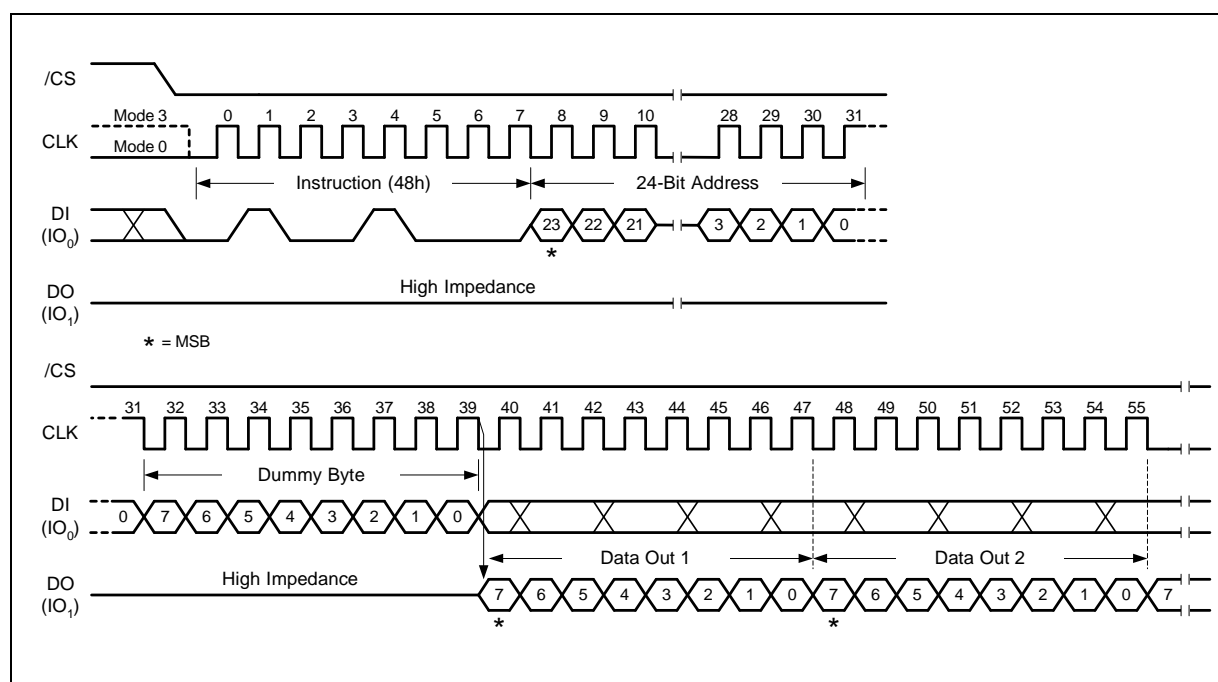 /CS
Mode 3 0 1 2 3 4 5 6 7 8 9 10 28 29 30 31
CLK
Mode 0
Instruction (48h) 24-Bit Address
DI
(IO0) 23 22 21 3 2 1 0
*
High Impedance
DO
(IO1)
* = MSB
/CS
31 32 33 34 35 36 37 38 39 40 41 42 43 44 45 46 47 48 49 50 51 52 53 54 55
CLK
Dummy Byte
DI
(IO0) 0 7 6 5 4 3 2 1 0
Data Out 1 Data Out 2
High Impedance
DO
(IO1) 7 6 5 4 3 2 1 0 7 6 5 4 3 2 1 0 7
* *